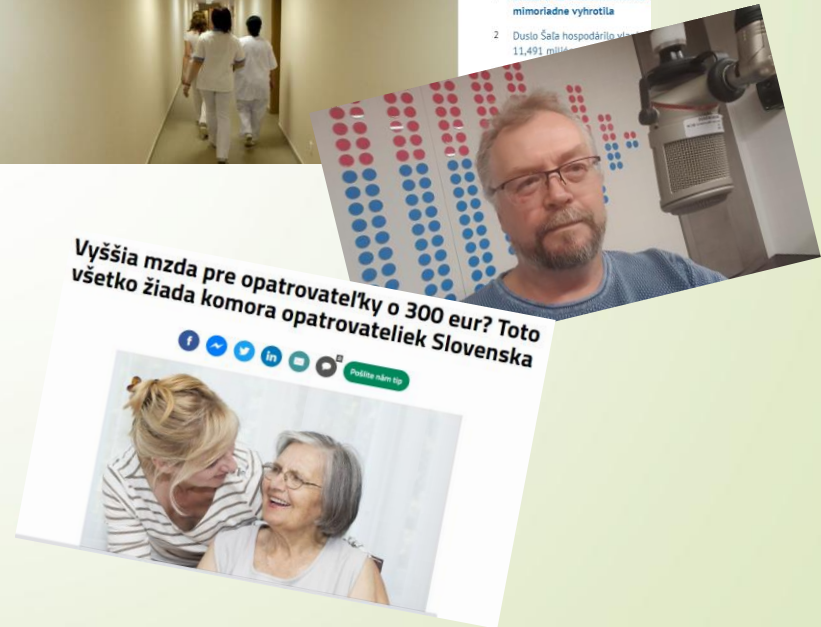 mimoriadne vyhrotila
2 Duslo Šaľa hospodárilo
11,491
Vyššia mzda pre opatrovateľky o 300 eur? Toto
všetko žiada komora opatrovateliek Slovenska
Pošlite nám tip